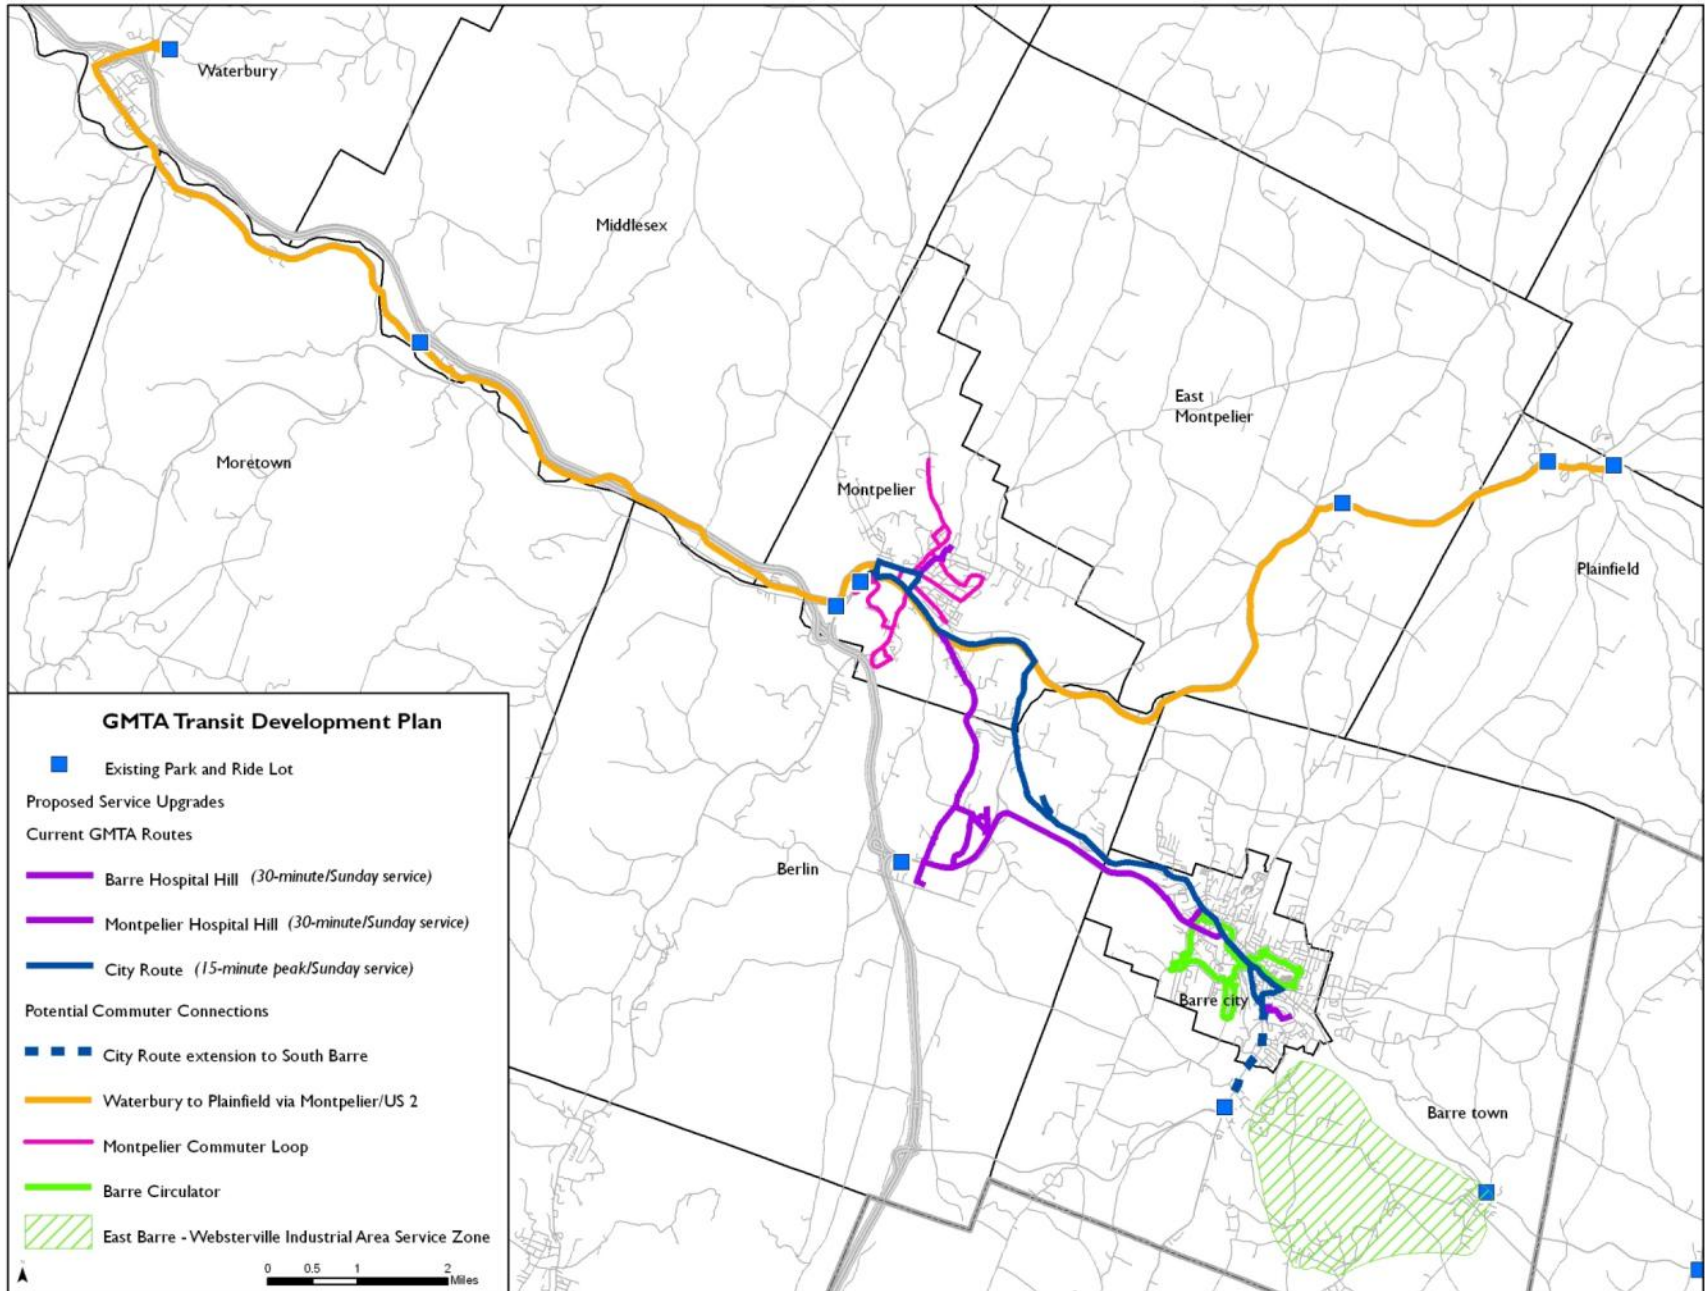 Waterbury
Middlesex
East
Montpelier
Moretown
Montpelier
Plainfield
Berlin
Barre city
Barre town
GMTA Transit Development Plan
Existing Park and Ride Lot
Proposed Service Upgrades
Current GMTA Routes
Barre Hospital Hill (30-minute/Sunday service)
Montpelier Hospital Hill (30-minute/Sunday service)
City Route (15-minute peak/Sunday service)
Potential Commuter Connections
City Route extension to South Barre
Waterbury to Plainfield via Montpelier/US 2
Montpelier Commuter Loop
Barre Circulator
East Barre - Websterville Industrial Area Service Zone
0 0.5 1 2
Miles